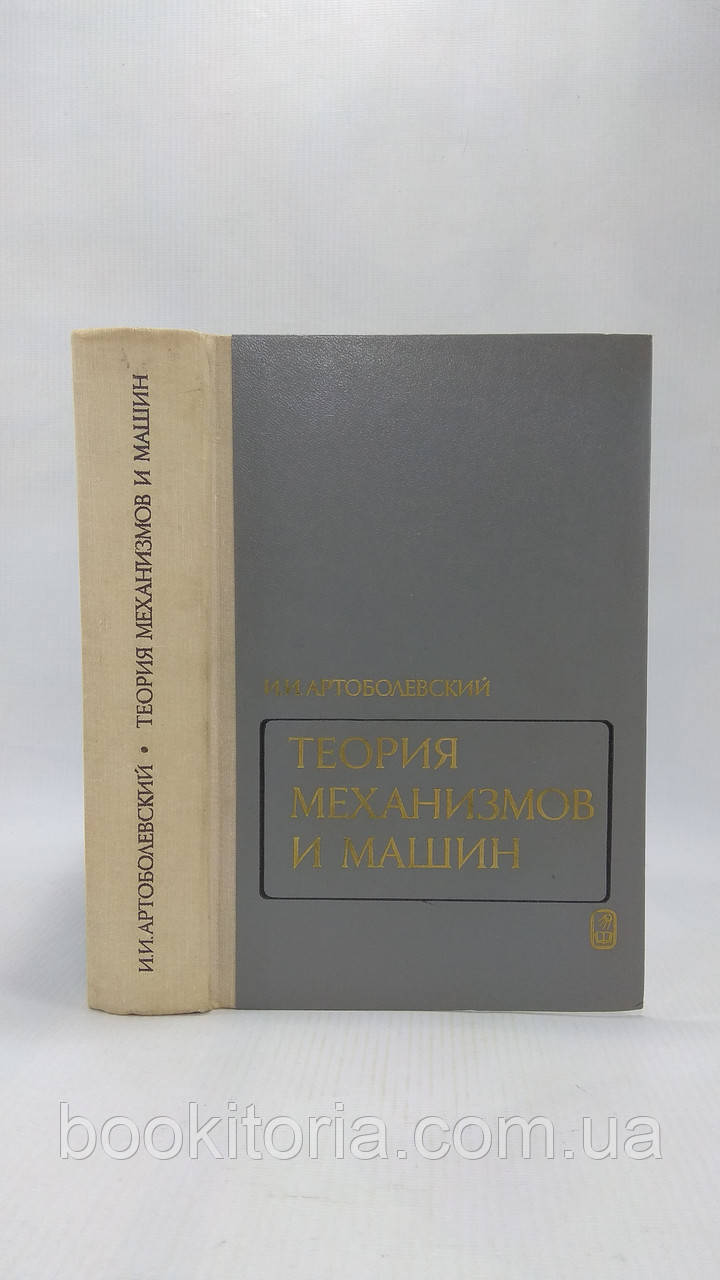 И.И.АРТОБОЛЕВСКИЙ • ТЕОРИЯ МЕХАНИЗМОВ И МАШИН
И.И.АРТОБОЛЕВСКИЙ
ТЕОРИЯ
МЕХАНИЗМОВ
И МАШИН
bookitoria.com.ua